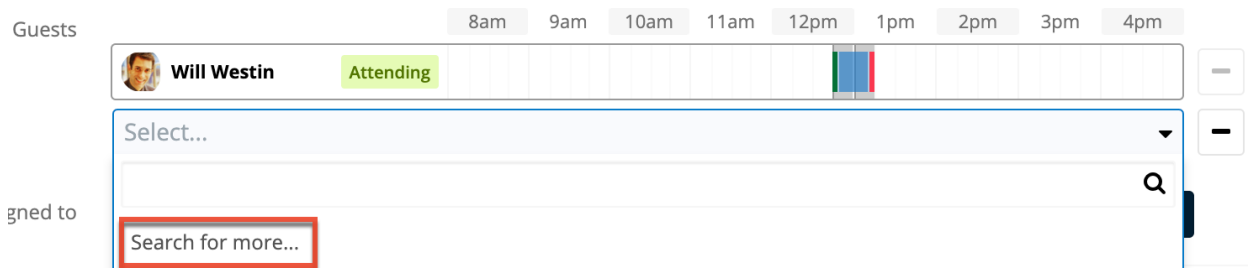 Guests 8am 9am 10am 11am 12pm 1pm 2pm 3pm 4pm
Will Westin Attending
Select...
gned to
Search for more...